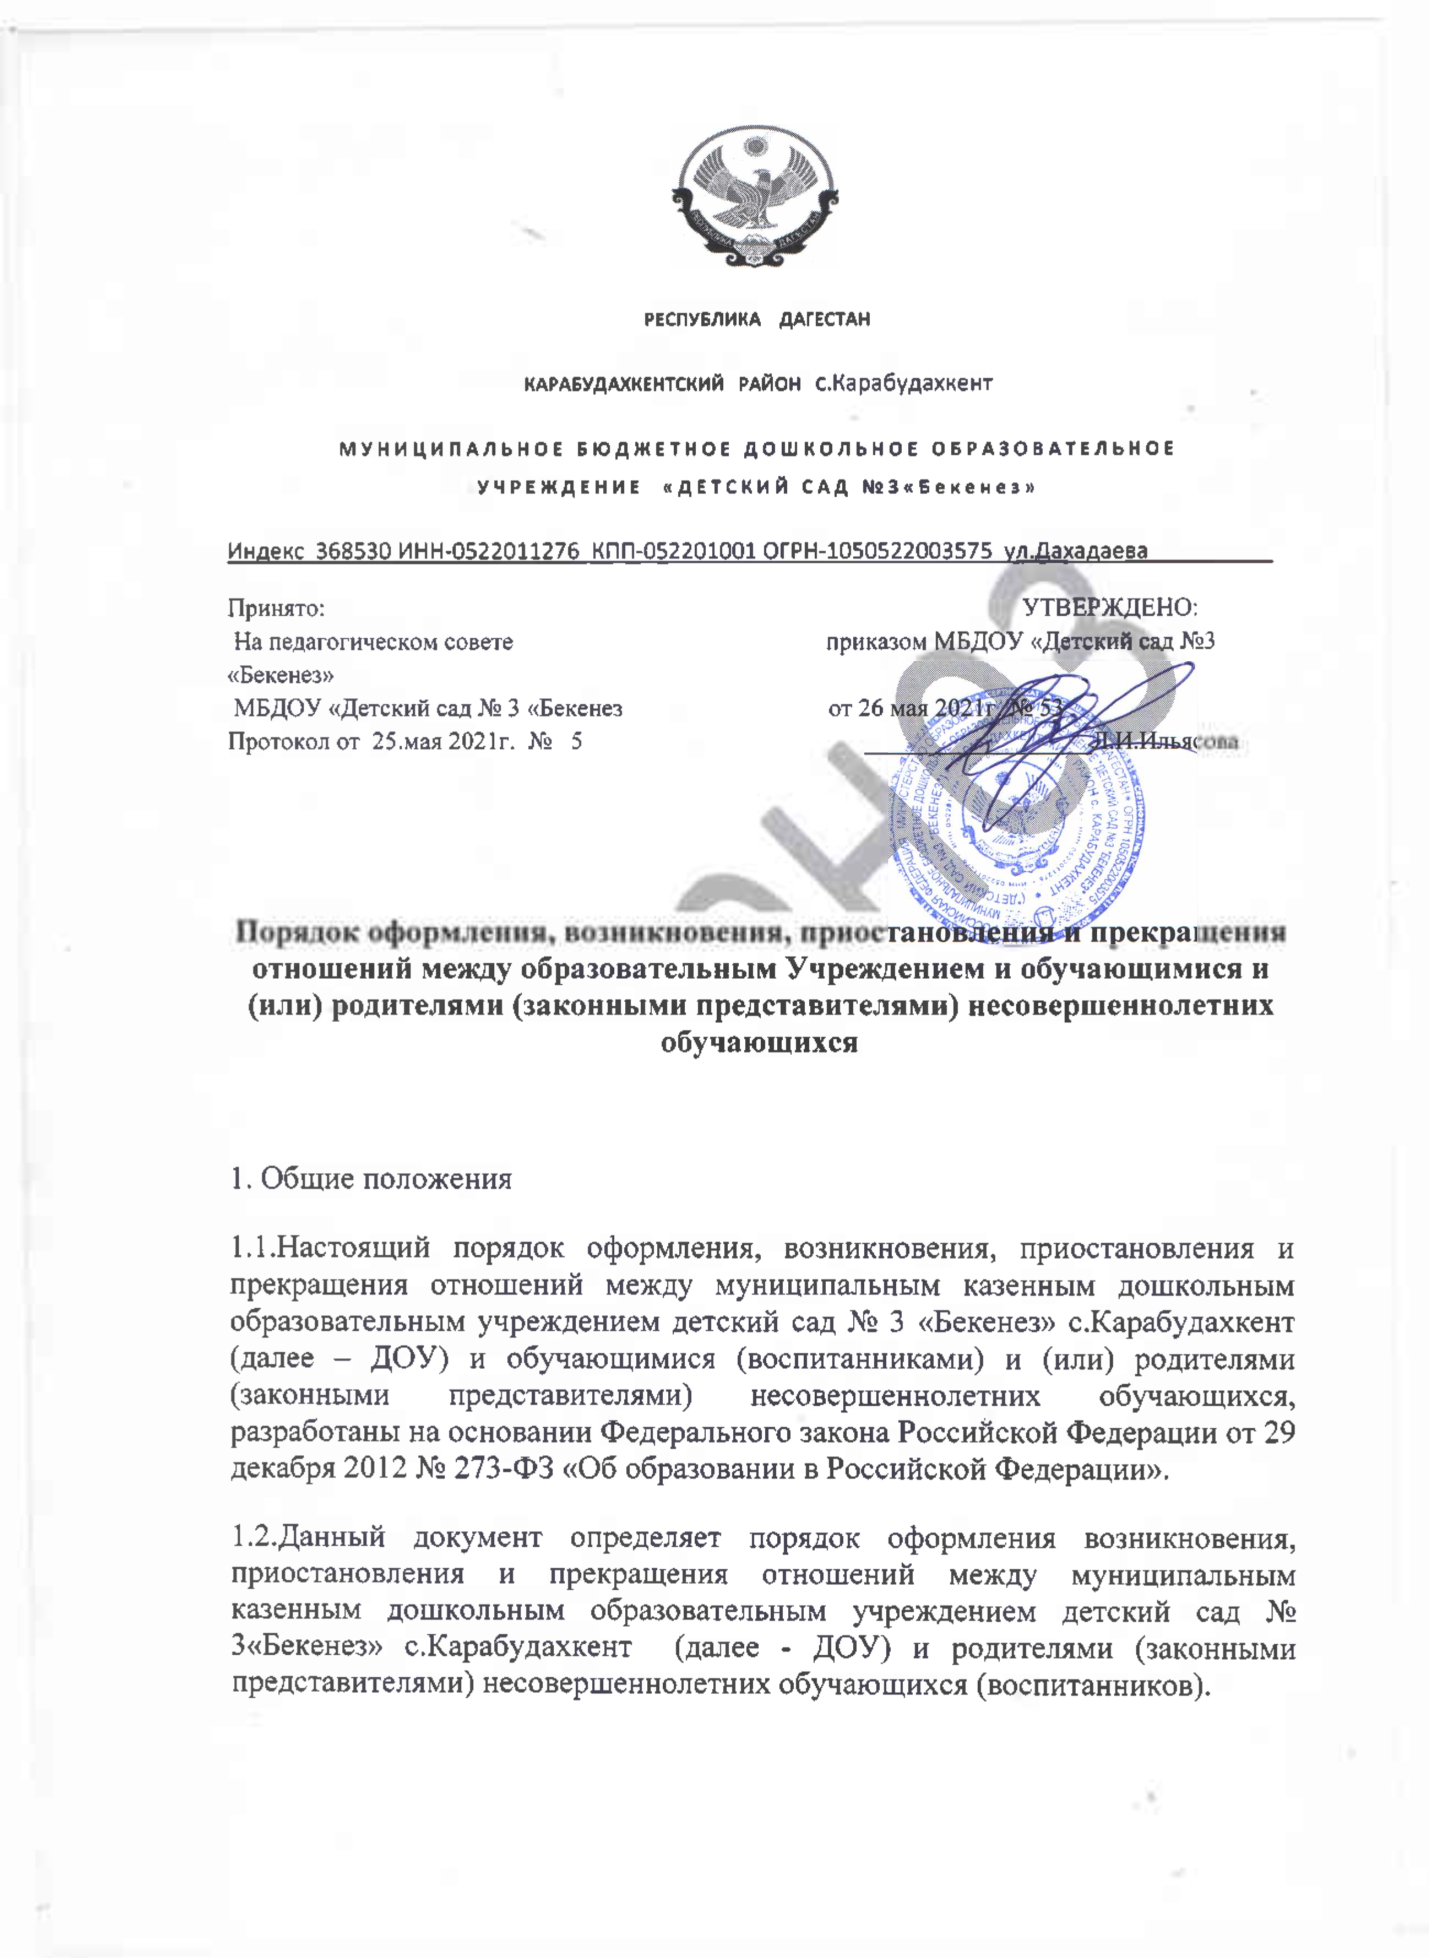 РЕСПУБЛИКА ДАГЕСТАН
РЕСПУБЛИКА ДАГЕСТАН
КАРАБУДАХКЕНТСКИЙ РАЙОН с.Карабудахкент
МУНИЦИПАЛЬНОЕ БЮДЖЕТНОЕ ДОШКОЛЬНОЕ ОБРАЗОВАТЕЛЬНОЕ
УЧРЕЖДЕНИЕ «ДЕТСКИЙ САД №3«Бекенез»
Индекс 368530 ИНН-0522011276 КПП-052201001 ОГРН-1050522003575 ул.Дахадаева
Принято: УТВЕРЖДЕНО:
На педагогическом совете приказом МБДОУ «Детский сад №3
«Бекенез»
МБДОУ «Детский сад № 3 «Бекенез от 26 мая 2021г № 53
Протокол от 25.мая 2021г. № 5 Ильясова
Порядок оформления, возникновения, приостановления и прекращения
отношений между образовательным Учреждением и обучающимися и
(или) родителями (законными представителями) несовершеннолетних
обучающихся
1. Общие положения
1.1.Настоящий порядок оформления, возникновения, приостановления и
прекращения отношений между муниципальным казенным дошкольным
образовательным учреждением детский сад № 3 «Бекенез» с.Карабудахкент
(далее – ДОУ) и обучающимися (воспитанниками) и (или) родителями
(законными представителями) несовершеннолетних обучающихся,
разработаны на основании Федерального закона Российской Федерации от 29
декабря 2012 № 273-ФЗ «Об образовании в Российской Федерации».
1.2.Данный документ определяет порядок оформления возникновения,
приостановления и прекращения отношений между муниципальным
казенным дошкольным образовательным учреждением детский сад №
3«Бекенез» с.Карабудахкент (далее - ДОУ) и родителями (законными
представителями) несовершеннолетних обучающихся (воспитанников).